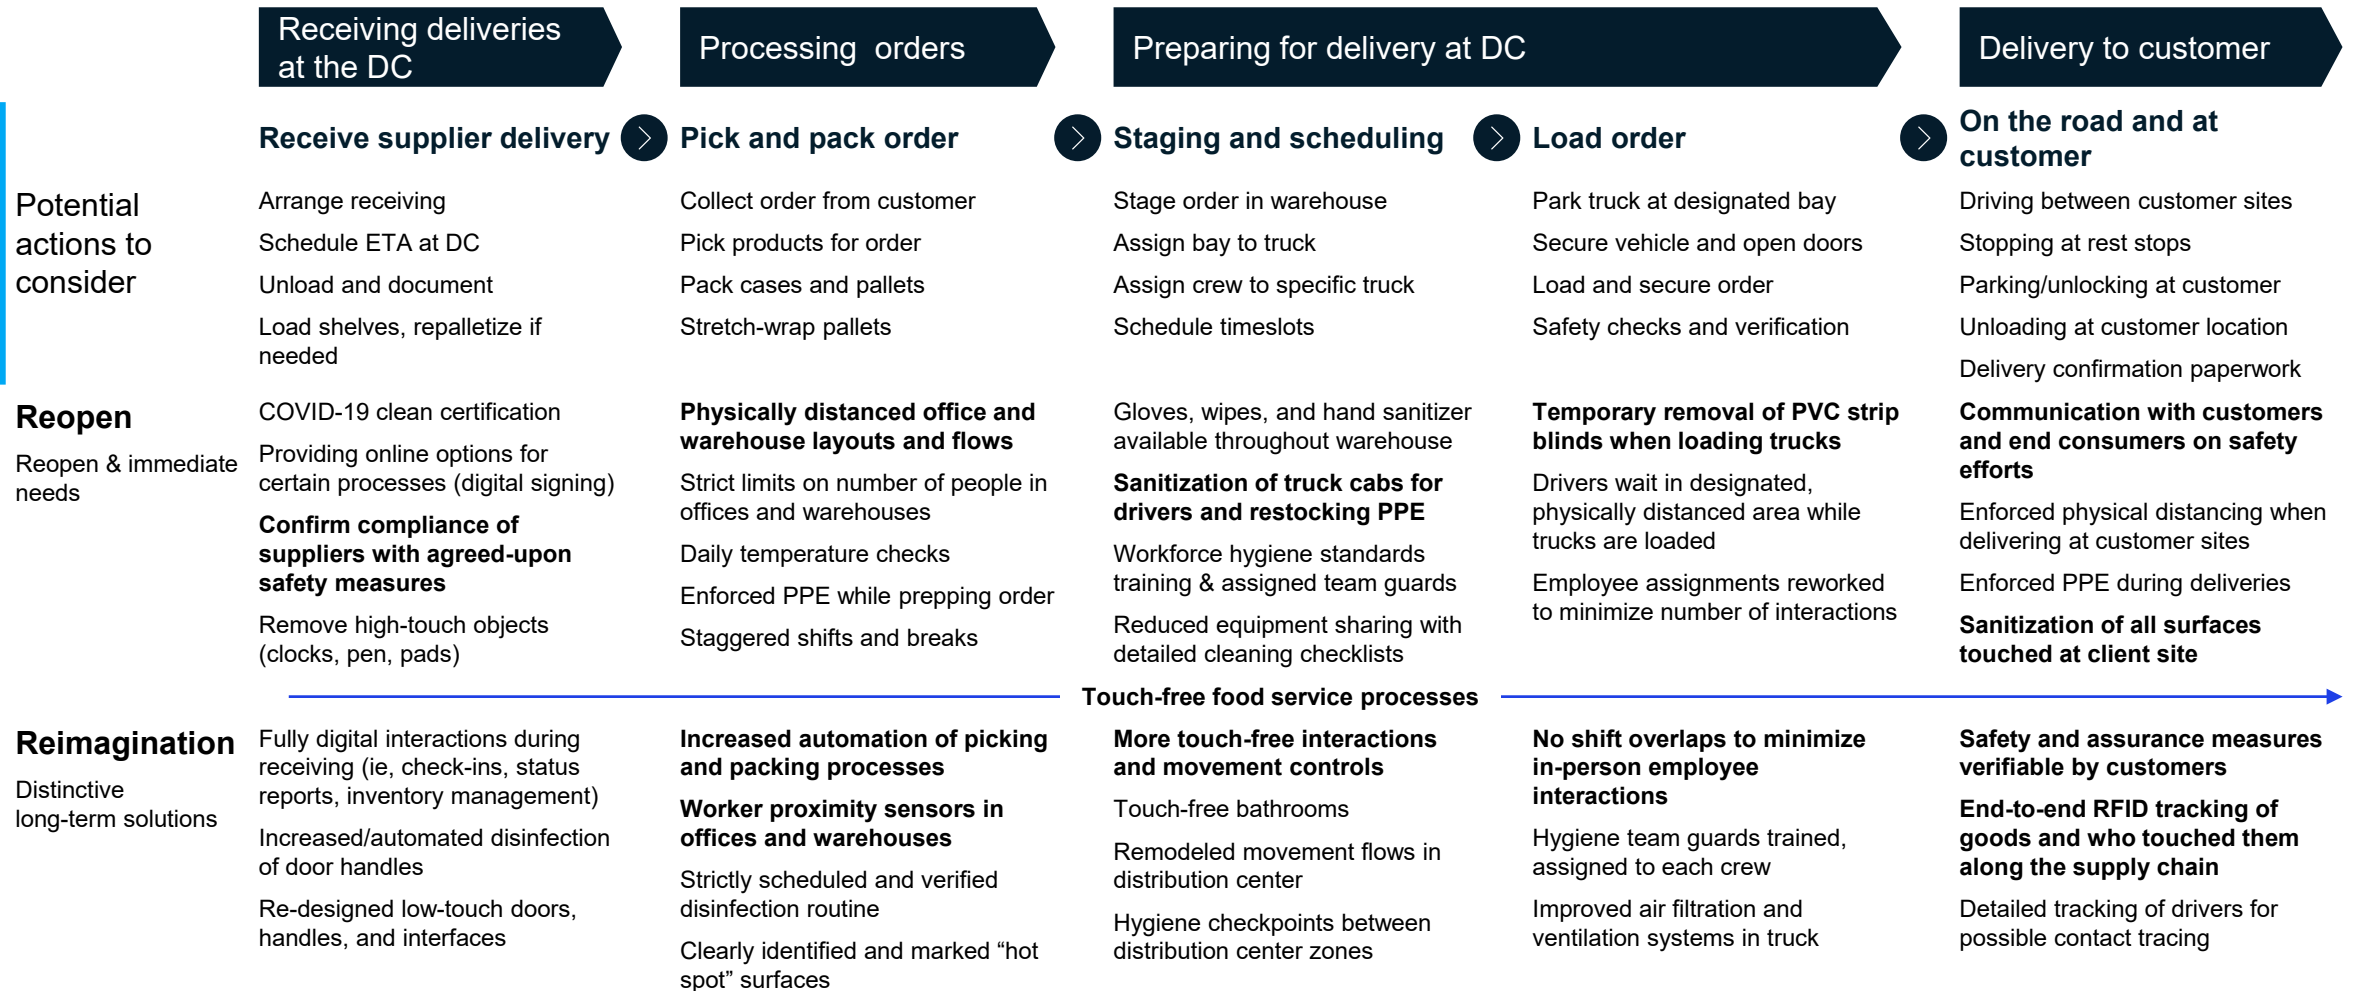 Receiving deliveries
at the DC
Processing orders
Preparing for delivery at DC
Delivery to customer
Receive supplier delivery
Pick and pack order
Staging and scheduling
Load order
On the road and at
customer
Potential
actions to
consider
Arrange receiving
Schedule ETA at DC
Unload and document
Load shelves, repalletize if
needed
Collect order from customer
Pick products for order
Pack cases and pallets
Stretch-wrap pallets
Stage order in warehouse
Assign bay to truck
Assign crew to specific truck
Schedule timeslots
Park truck at designated bay
Secure vehicle and open doors
Load and secure order
Safety checks and verification
Driving between customer sites
Stopping at rest stops
Parking/unlocking at customer
Unloading at customer location
Delivery confirmation paperwork
Reopen
Reopen & immediate
needs
COVID-19 clean certification
Providing online options for
certain processes (digital signing)
Confirm compliance of
suppliers with agreed-upon
safety measures
Remove high-touch objects
(clocks, pen, pads)
Physically distanced office and
warehouse layouts and flows
Strict limits on number of people in
offices and warehouses
Daily temperature checks
Enforced PPE while prepping order
Staggered shifts and breaks
Gloves, wipes, and hand sanitizer
available throughout warehouse
Sanitization of truck cabs for
drivers and restocking PPE
Workforce hygiene standards
training & assigned team guards
Reduced equipment sharing with
detailed cleaning checklists
Temporary removal of PVC strip
blinds when loading trucks
Drivers wait in designated,
physically distanced area while
trucks are loaded
Employee assignments reworked
to minimize number of interactions
Communication with customers
and end consumers on safety
efforts
Enforced physical distancing when
delivering at customer sites
Enforced PPE during deliveries
Sanitization of all surfaces
touched at client site
Touch-free food service processes
Reimagination
Distinctive
long-term solutions
Fully digital interactions during
receiving (ie, check-ins, status
reports, inventory management)
Increased/automated disinfection
of door handles
Re-designed low-touch doors,
handles, and interfaces
Increased automation of picking
and packing processes
Worker proximity sensors in
offices and warehouses
Strictly scheduled and verified
disinfection routine
Clearly identified and marked “hot
spot” surfaces
More touch-free interactions
and movement controls
Touch-free bathrooms
Remodeled movement flows in
distribution center
Hygiene checkpoints between
distribution center zones
No shift overlaps to minimize
in-person employee
interactions
Hygiene team guards trained,
assigned to each crew
Improved air filtration and
ventilation systems in truck
Safety and assurance measures
verifiable by customers
End-to-end RFID tracking of
goods and who touched them
along the supply chain
Detailed tracking of drivers for
possible contact tracing